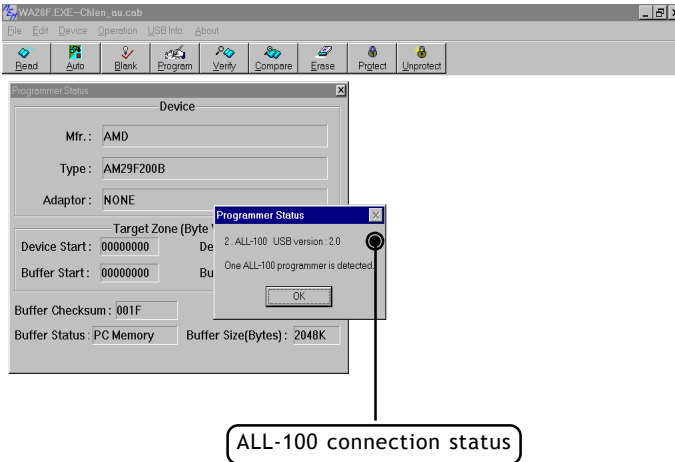 WA28F.EXE—Chlen_au.cab
File Edit Device Operation USB Info. About
Read Auto Blank Program Verify Compare Erase Protect Unprotect
Programmer Status
Device
Mfr.: AMD
Type: AM29F200B
Adaptor: NONE
Target Zone (Byte
Device Start: 00000000 De
Buffer Start: 00000000 Bu
Buffer Checksum: 001F
Buffer Status: PC Memory Buffer Size(Bytes): 2048K
Programmer Status
2 . ALL-100 USB version : 2.0
One ALL-100 programmer is detected.
OK
ALL-100 connection status